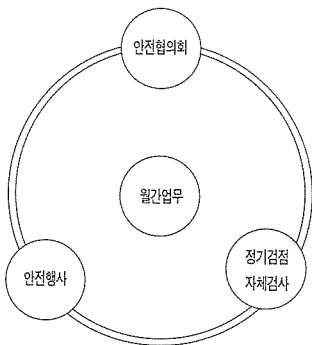 안전협의회
월간업무
안전행사
정기검점
자체검사